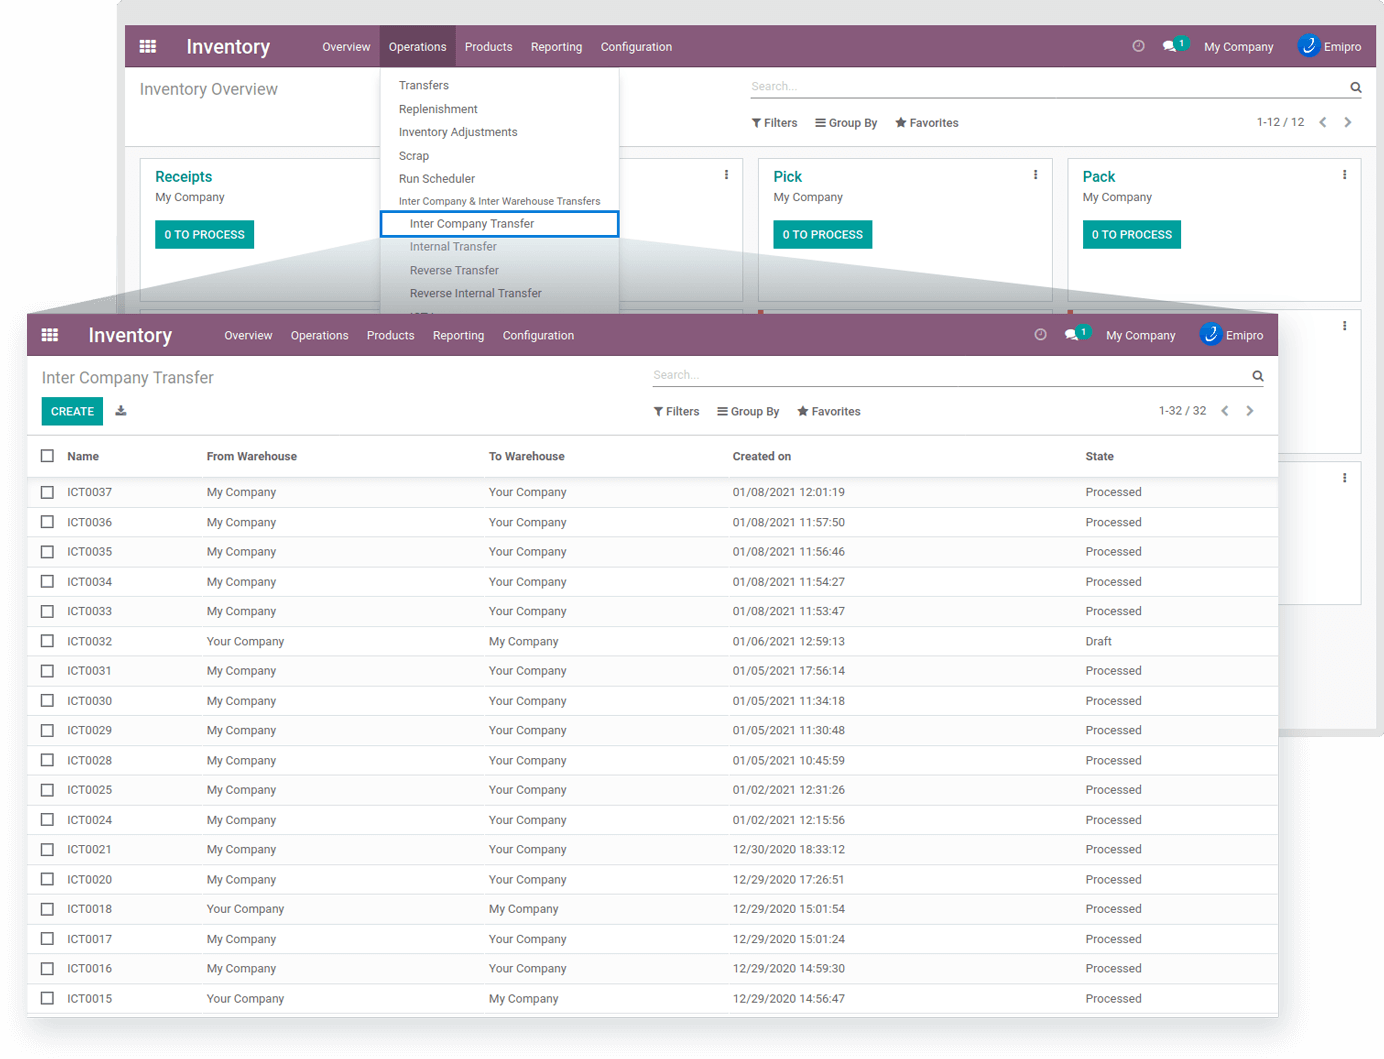 Inventory Overview Operations Products Reporting Configuration 1 My Company Emipro
Inventory Overview
Search...
Filters Group By Favorites 1-12 / 12
Transfers
Replenishment
Inventory Adjustments
Scrap
Run Scheduler
Inter Company & Inter Warehouse Transfers
Inter Company Transfer
Internal Transfer
Reverse Transfer
Reverse Internal Transfer
Receipts
My Company
0 TO PROCESS
Pick
My Company
0 TO PROCESS
Pack
My Company
0 TO PROCESS
Inventory Overview Operations Products Reporting Configuration 1 My Company Emipro
Inter Company Transfer
Search...
CREATE
Filters Group By Favorites 1-32 / 32
Name From Warehouse To Warehouse Created on State
ICT0037 My Company Your Company 01/08/2021 12:01:19 Processed
ICT0036 My Company Your Company 01/08/2021 11:57:50 Processed
ICT0035 My Company Your Company 01/08/2021 11:56:46 Processed
ICT0034 My Company Your Company 01/08/2021 11:54:27 Processed
ICT0033 My Company Your Company 01/08/2021 11:53:47 Processed
ICT0032 Your Company My Company 01/06/2021 12:59:13 Draft
ICT0031 My Company Your Company 01/05/2021 17:56:14 Processed
ICT0030 My Company Your Company 01/05/2021 11:34:18 Processed
ICT0029 My Company Your Company 01/05/2021 11:30:48 Processed
ICT0028 My Company Your Company 01/05/2021 10:45:59 Processed
ICT0025 My Company Your Company 01/02/2021 12:31:26 Processed
ICT0024 My Company Your Company 01/02/2021 12:15:56 Processed
ICT0021 My Company Your Company 12/30/2020 18:33:12 Processed
ICT0020 My Company Your Company 12/29/2020 17:26:51 Processed
ICT0018 Your Company My Company 12/29/2020 15:01:54 Processed
ICT0017 My Company Your Company 12/29/2020 15:01:24 Processed
ICT0016 My Company Your Company 12/29/2020 14:59:30 Processed
ICT0015 Your Company My Company 12/29/2020 14:56:47 Processed